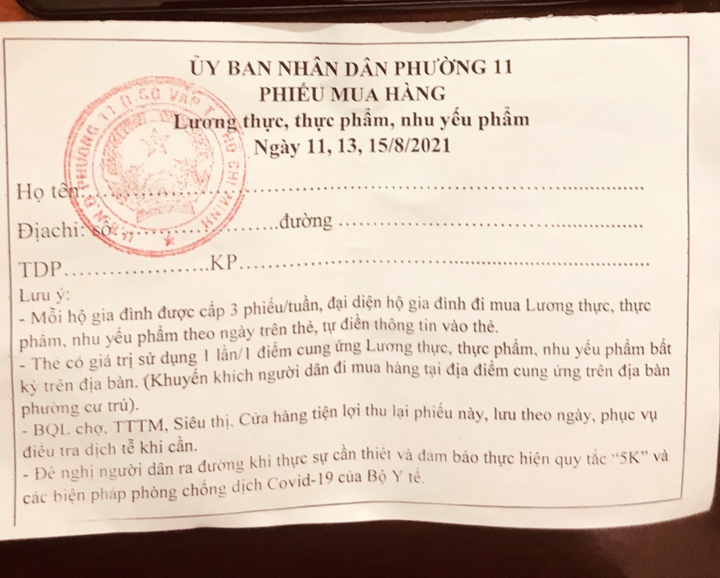 ỦY BAN NHÂN DÂN PHƯỜNG 11
PHIẾU MUA HÀNG
Lương thực, thực phẩm, nhu yếu phẩm
Ngày 11, 13, 15/8/2021
Họ tên:
Địachỉ: số đường
TDP KP
U.B.N.D PHƯỜNG 11 Q.GÒ VẤP T.P HỒ CHÍ MINH
Lưu ý:
- Mỗi hộ gia đình được cấp 3 phiếu/tuần, đại diện hộ gia đình đi mua Lương thực, thực
phẩm, nhu yếu phẩm theo ngày trên thẻ, tự điền thông tin vào thẻ.
- Thẻ có giá trị sử dụng 1 lần/1 điểm cung ứng Lương thực, thực phẩm, nhu yếu phẩm bất
kỳ trên địa bàn. (Khuyến khích người dân đi mua hàng tại địa điểm cung ứng trên địa bàn
phường cư trú).
- BQL chợ, TTTM, Siêu thị. Cửa hàng tiện lợi thu lại phiếu này, lưu theo ngày, phục vụ
điều tra dịch tễ khi cần.
- Đề nghị người dân ra đường khi thực sự cần thiết và đảm bảo thực hiện quy tắc “5K” và
các biện pháp phòng chống dịch Covid-19 của Bộ Y tế.